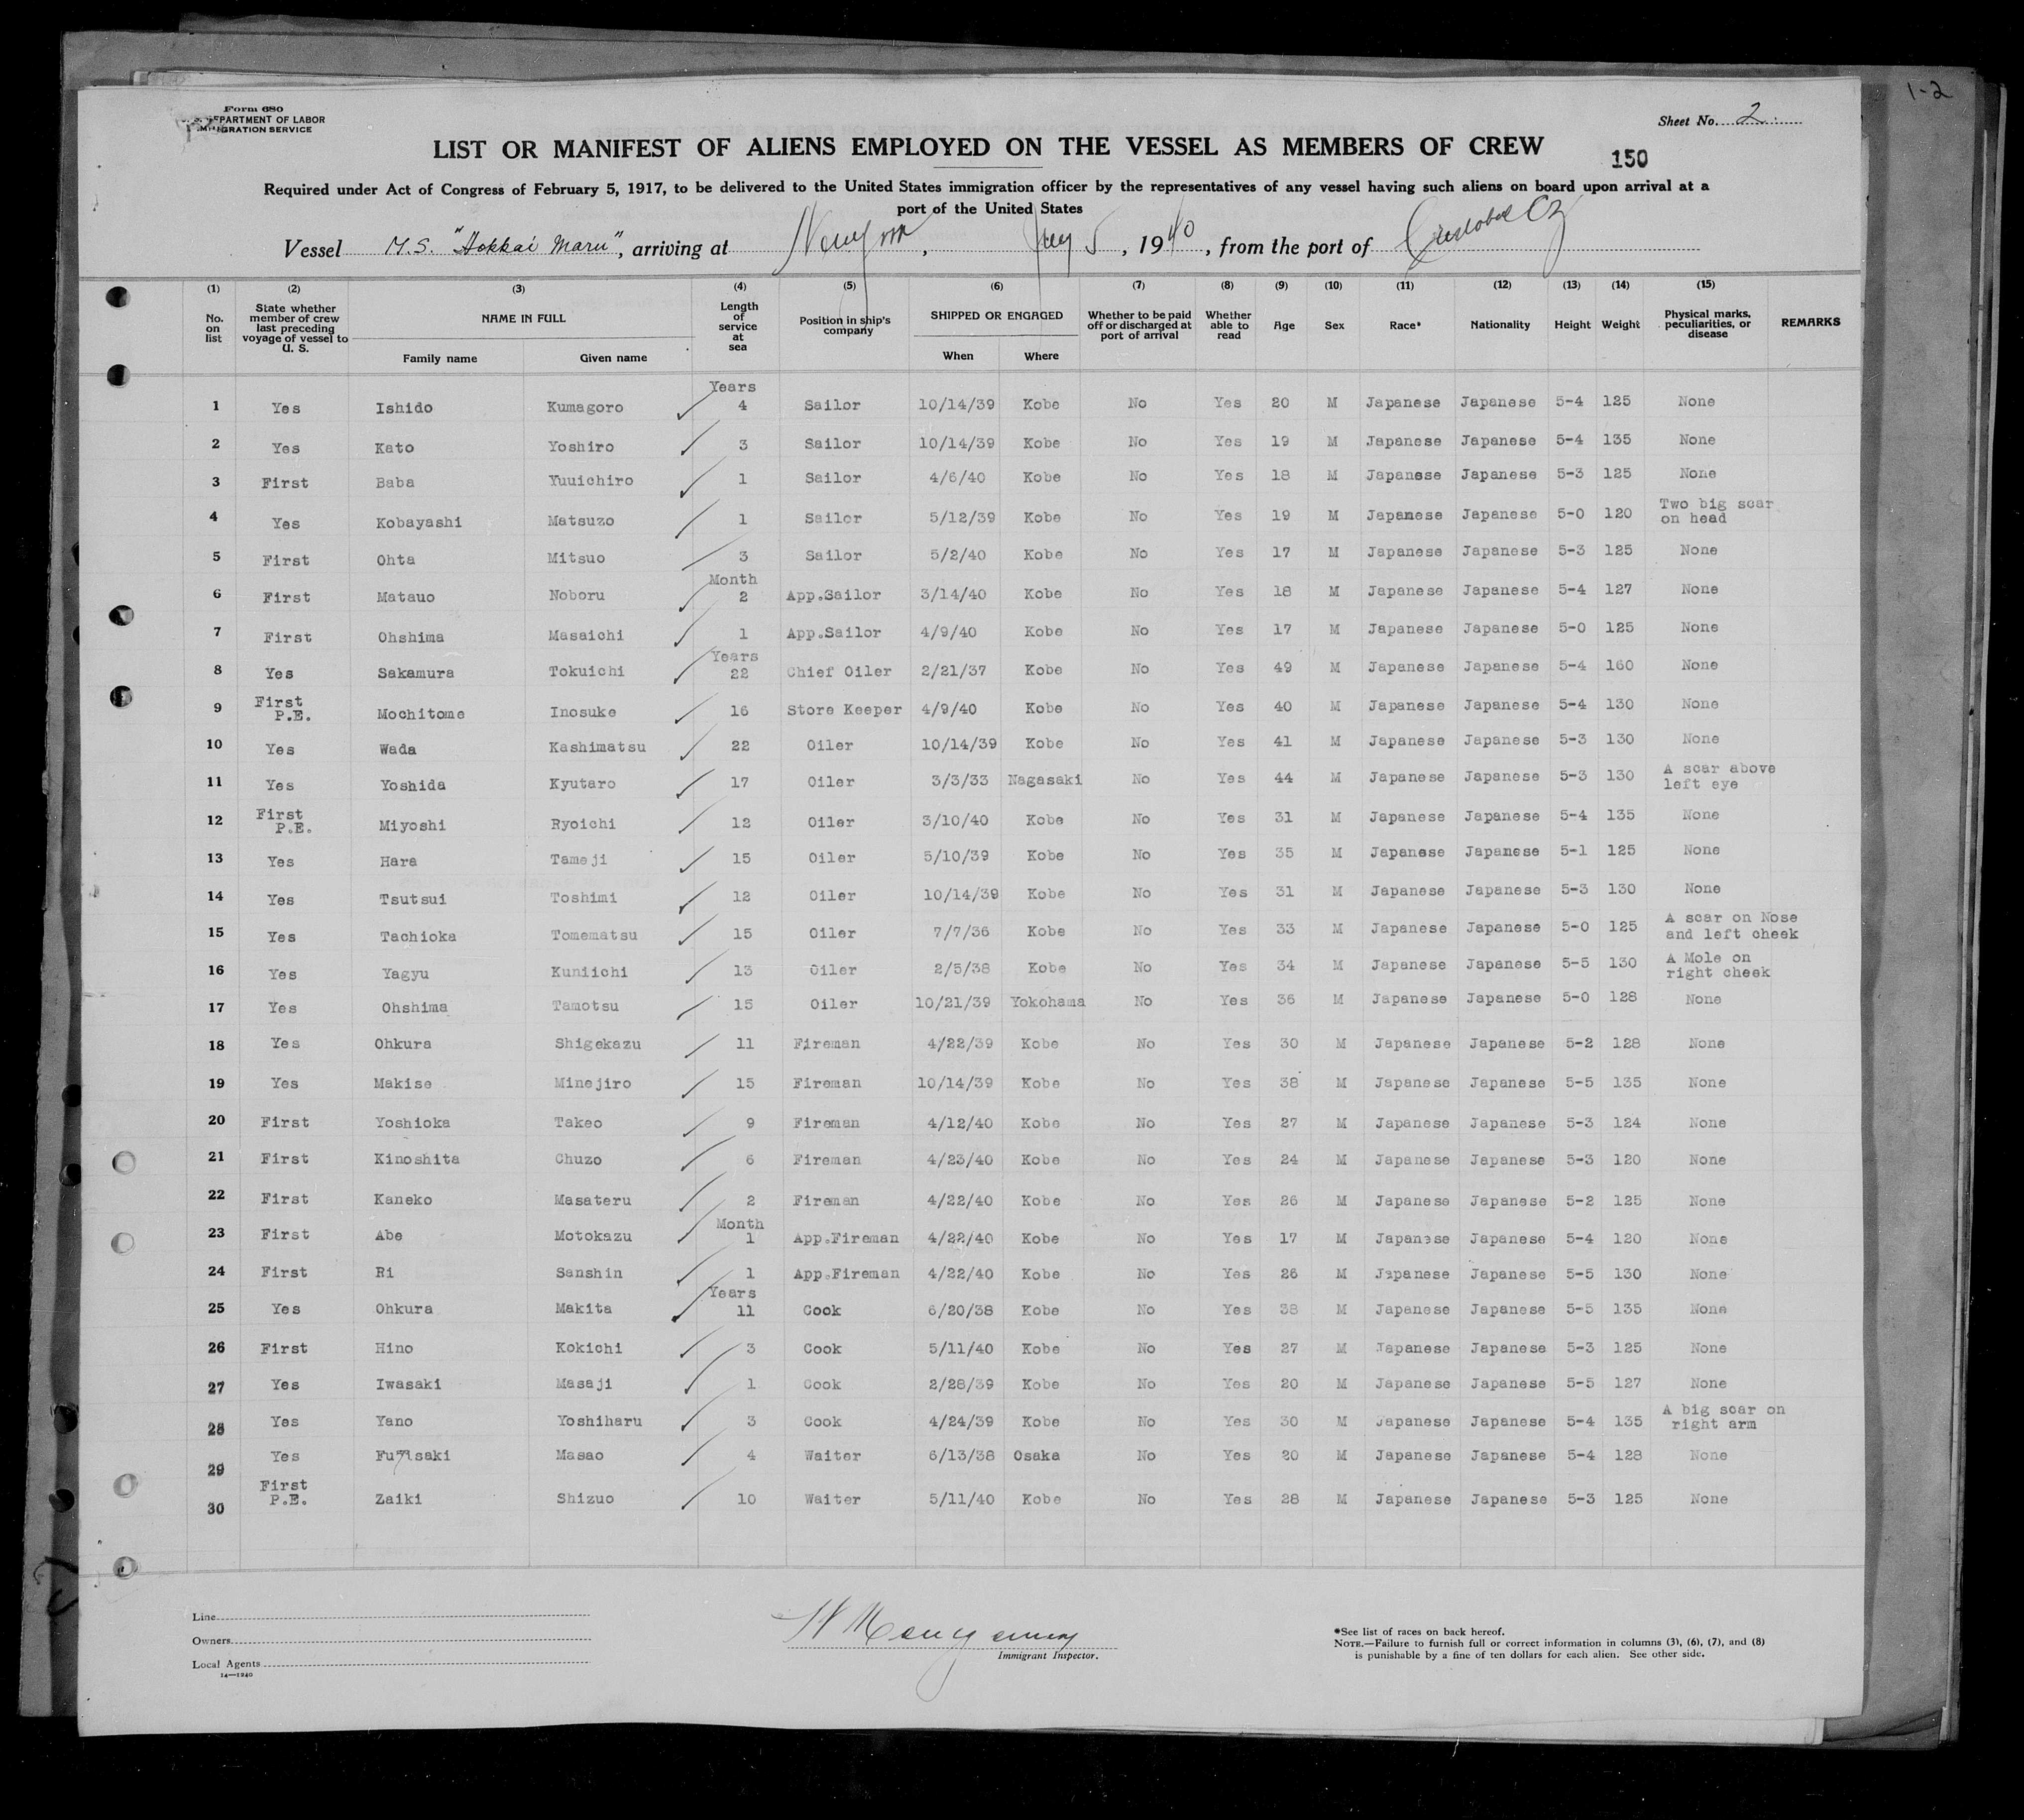 1-2
Form 680
DEPARTMENT OF LABOR
IMMIGRATION SERVICE
Sheet No. 2
LIST OR MANIFEST OF ALIENS EMPLOYED ON THE VESSEL AS MEMBERS OF CREW
150
Required under Act of Congress of February 5, 1917, to be delivered to the United States immigration officer by the representatives of any vessel having such aliens on board upon arrival at a
port of the United States
Vessel M.S. "Hokkai Maru", arriving at New York, July 5, 1940, from the port of Cristobal CZ
(1) (2) (3) (4) (5) (6) (7) (8) (9) (10) (11) (12) (13) (14) (15)
No. on list State whether member of crew last preceding voyage of vessel to U. S. NAME IN FULL Family name Given name Length of service at sea Position in ship's company SHIPPED OR ENGAGED When Where Whether to be paid off or discharged at port of arrival Whether able to read Age Sex Race* Nationality Height Weight Physical marks, peculiarities, or disease REMARKS
Years
1 Yes Ishido Kumagoro 4 Sailor 10/14/39 Kobe No Yes 20 M Japanese Japanese 5-4 125 None
2 Yes Kato Yoshiro 3 Sailor 10/14/39 Kobe No Yes 19 M Japanese Japanese 5-4 135 None
3 First Baba Yuuichiro 1 Sailor 4/6/40 Kobe No Yes 18 M Japanese Japanese 5-3 125 None
4 Yes Kobayashi Matsuzo 1 Sailor 5/12/39 Kobe No Yes 19 M Japanese Japanese 5-0 120 Two big scar on head
5 First Ohta Mitsuo 3 Sailor 5/2/40 Kobe No Yes 17 M Japanese Japanese 5-3 125 None
Month
6 First Matauo Noboru 2 App.Sailor 3/14/40 Kobe No Yes 18 M Japanese Japanese 5-4 127 None
7 First Ohshima Masaichi 1 App.Sailor 4/9/40 Kobe No Yes 17 M Japanese Japanese 5-0 125 None
Years
8 Yes Sakamura Tokuichi 22 Chief Oiler 2/21/37 Kobe No Yes 49 M Japanese Japanese 5-4 160 None
9 First P.E. Mochitome Inosuke 16 Store Keeper 4/9/40 Kobe No Yes 40 M Japanese Japanese 5-4 130 None
10 Yes Wada Kashimatsu 22 Oiler 10/14/39 Kobe No Yes 41 M Japanese Japanese 5-3 130 None
11 Yes Yoshida Kyutaro 17 Oiler 3/3/33 Nagasaki No Yes 44 M Japanese Japanese 5-3 130 A scar above left eye
12 First P.E. Miyoshi Ryoichi 12 Oiler 3/10/40 Kobe No Yes 31 M Japanese Japanese 5-4 135 None
13 Yes Hara Tameji 15 Oiler 5/10/39 Kobe No Yes 35 M Japanese Japanese 5-1 125 None
14 Yes Tsutsui Toshimi 12 Oiler 10/14/39 Kobe No Yes 31 M Japanese Japanese 5-3 130 None
15 Yes Tachioka Tomematsu 15 Oiler 7/7/36 Kobe No Yes 33 M Japanese Japanese 5-0 125 A scar on Nose and left cheek
16 Yes Yagyu Kuniichi 13 Oiler 2/5/38 Kobe No Yes 34 M Japanese Japanese 5-5 130 A Mole on right cheek
17 Yes Ohshima Tamotsu 15 Oiler 10/21/39 Yokohama No Yes 36 M Japanese Japanese 5-0 128 None
18 Yes Ohkura Shigekazu 11 Fireman 4/22/39 Kobe No Yes 30 M Japanese Japanese 5-2 128 None
19 Yes Makise Minejiro 15 Fireman 10/14/39 Kobe No Yes 38 M Japanese Japanese 5-5 135 None
20 First Yoshioka Takeo 9 Fireman 4/12/40 Kobe No Yes 27 M Japanese Japanese 5-3 124 None
21 First Kinoshita Chuzo 6 Fireman 4/23/40 Kobe No Yes 24 M Japanese Japanese 5-3 120 None
22 First Kaneko Masateru 2 Fireman 4/22/40 Kobe No Yes 26 M Japanese Japanese 5-2 125 None
Month
23 First Abe Motokazu 1 App.Fireman 4/22/40 Kobe No Yes 17 M Japanese Japanese 5-4 120 None
24 First Ri Sanshin 1 App.Fireman 4/22/40 Kobe No Yes 26 M Japanese Japanese 5-5 130 None
Years
25 Yes Ohkura Makita 11 Cook 6/20/38 Kobe No Yes 38 M Japanese Japanese 5-5 135 None
26 First Hino Kokichi 3 Cook 5/11/40 Kobe No Yes 27 M Japanese Japanese 5-3 125 None
27 Yes Iwasaki Masaji 1 Cook 2/28/39 Kobe No Yes 20 M Japanese Japanese 5-5 127 None
28 Yes Yano Yoshiharu 3 Cook 4/24/39 Kobe No Yes 30 M Japanese Japanese 5-4 135 A big scar on right arm
29 Yes Fujisaki Masao 4 Waiter 6/13/38 Osaka No Yes 20 M Japanese Japanese 5-4 128 None
30 First P.E. Zaiki Shizuo 10 Waiter 5/11/40 Kobe No Yes 28 M Japanese Japanese 5-3 125 None
Line
Owners
Local Agents
14—1940
Immigrant Inspector.
*See list of races on back hereof.
NOTE.—Failure to furnish full or correct information in columns (3), (6), (7), and (8)
is punishable by a fine of ten dollars for each alien. See other side.